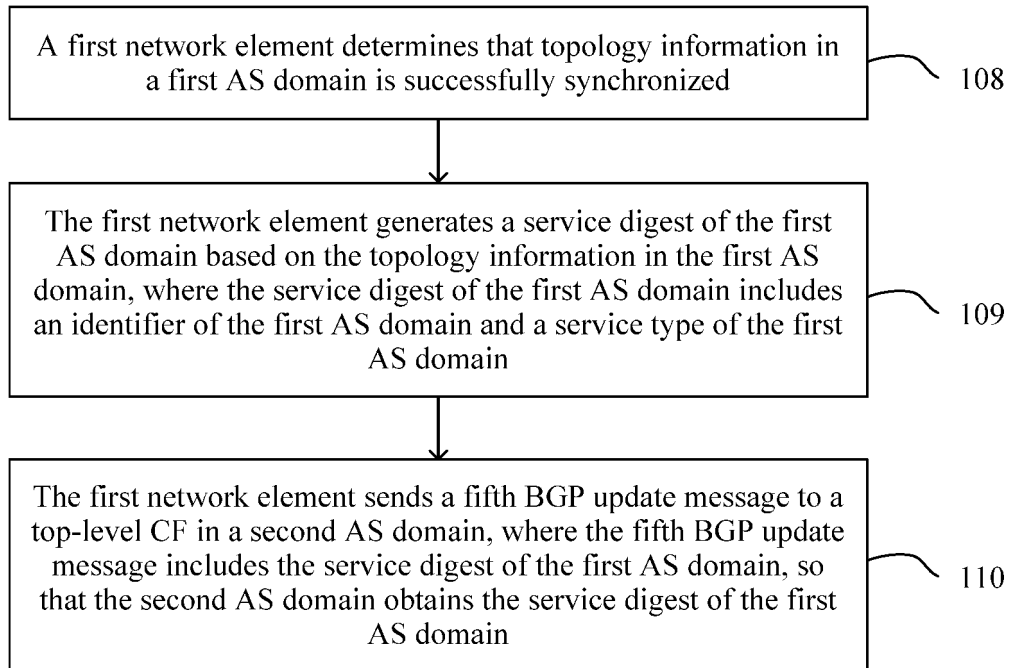 A first network element determines that topology information in
a first AS domain is successfully synchronized
108
The first network element generates a service digest of the first
AS domain based on the topology information in the first AS
domain, where the service digest of the first AS domain includes
an identifier of the first AS domain and a service type of the first
AS domain
109
The first network element sends a fifth BGP update message to a
top-level CF in a second AS domain, where the fifth BGP update
message includes the service digest of the first AS domain, so
that the second AS domain obtains the service digest of the first
AS domain
110